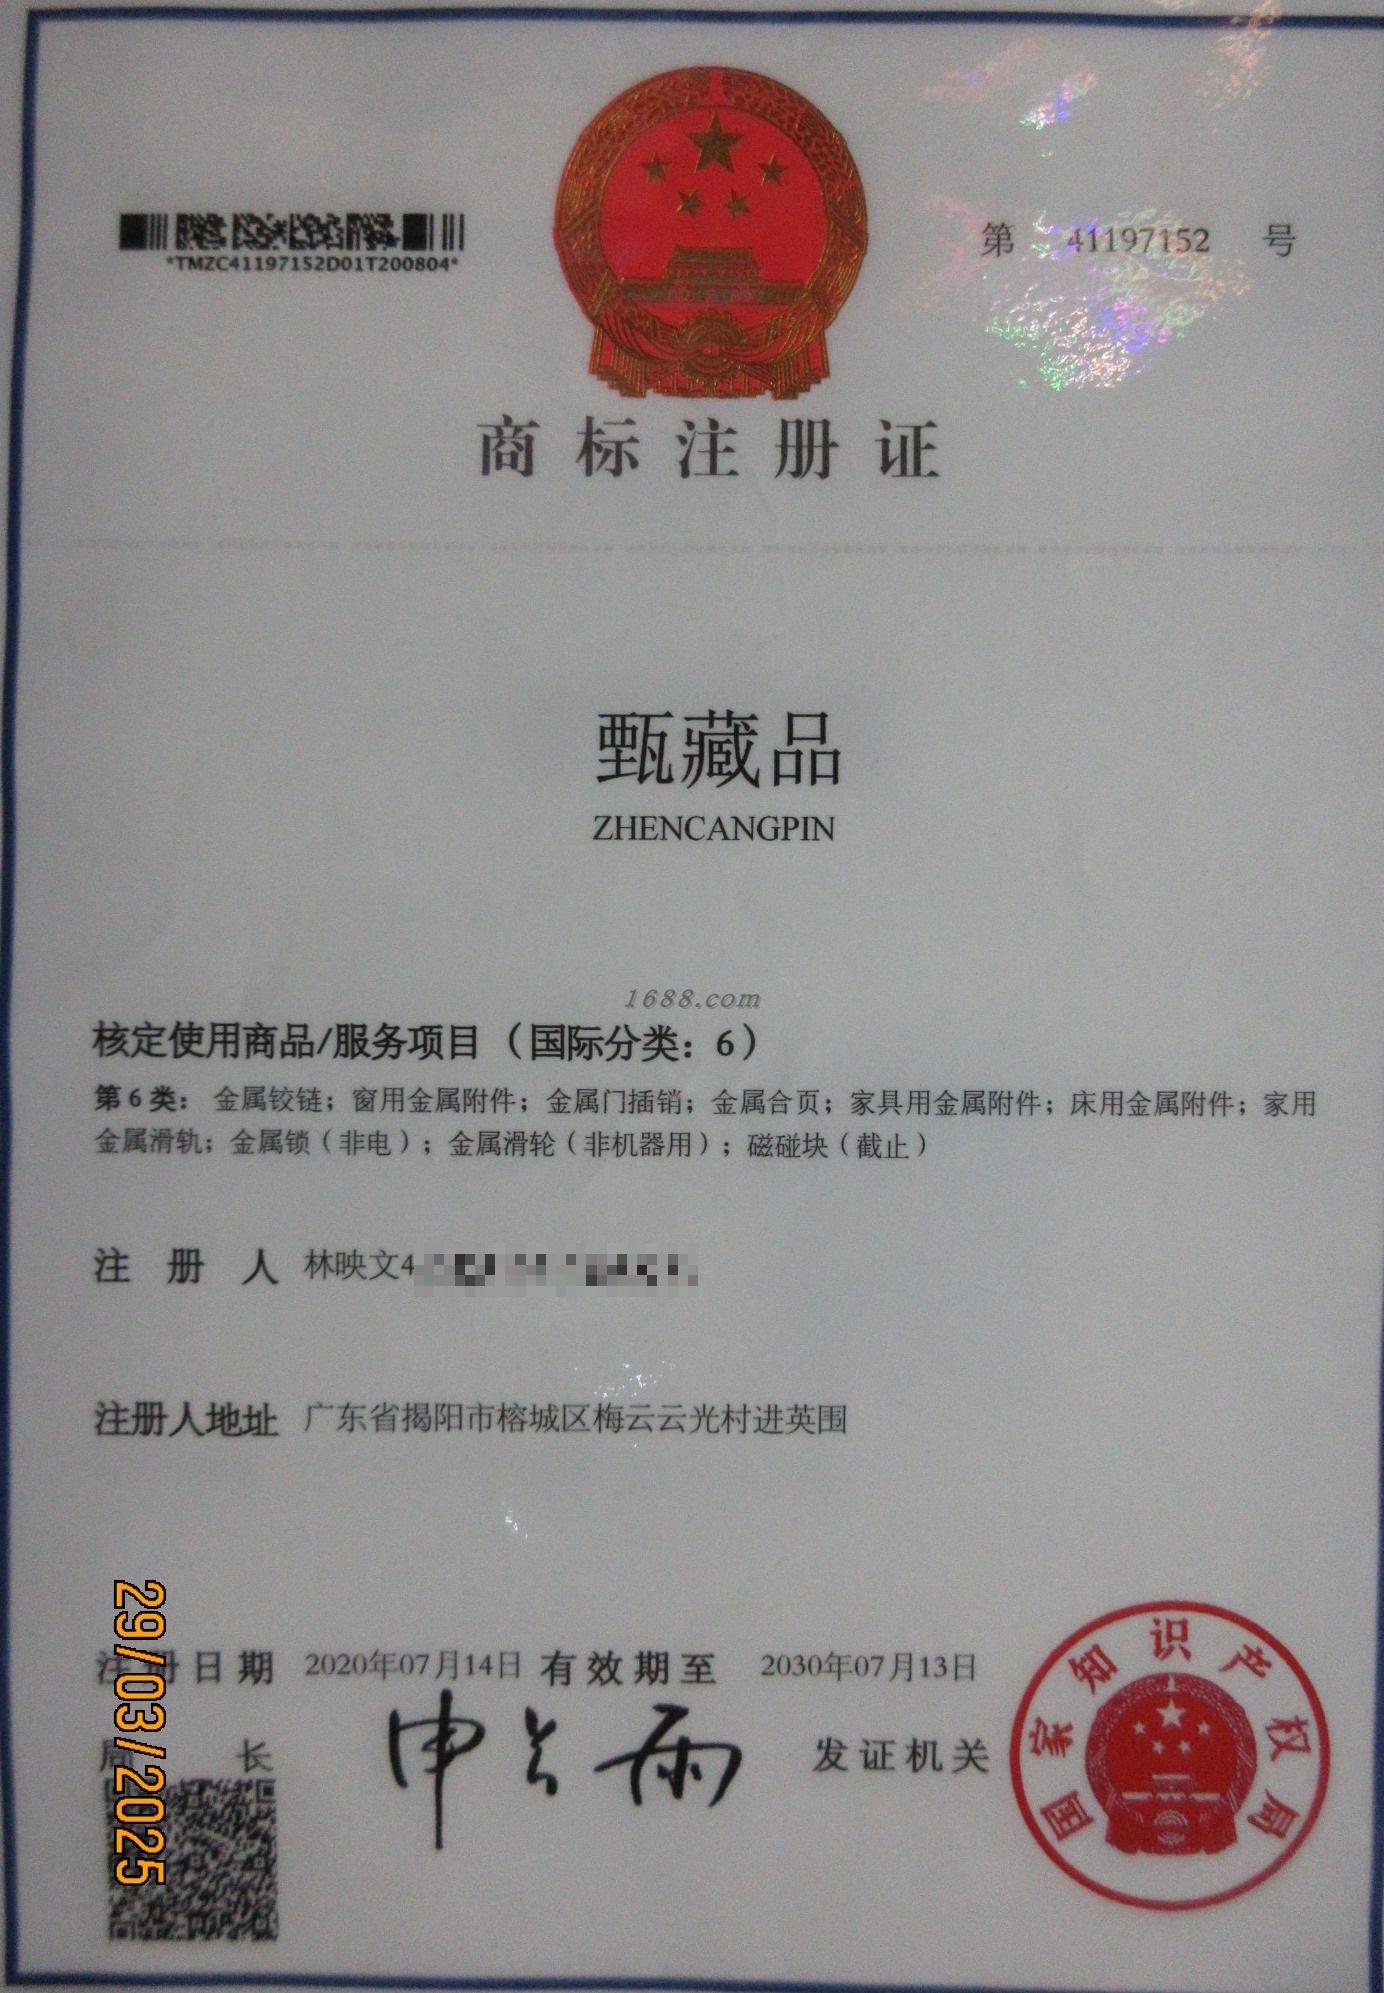 *TMZC41197152D01T200804*
第 41197152 号
商标注册证
甄藏品
ZHENCANGPIN
1688.com
核定使用商品/服务项目（国际分类：6）
第6类：金属铰链；窗用金属附件；金属门插销；金属合页；家具用金属附件；床用金属附件；家用
金属滑轨；金属锁（非电）；金属滑轮（非机器用）；磁碰块（截止）
注册人 林映文4
注册人地址 广东省揭阳市榕城区梅云云光村进英围
注册日期 2020年07月14日 有效期至 2030年07月13日
局长 申长雨 发证机关
国家知识产权局
29/03/2025